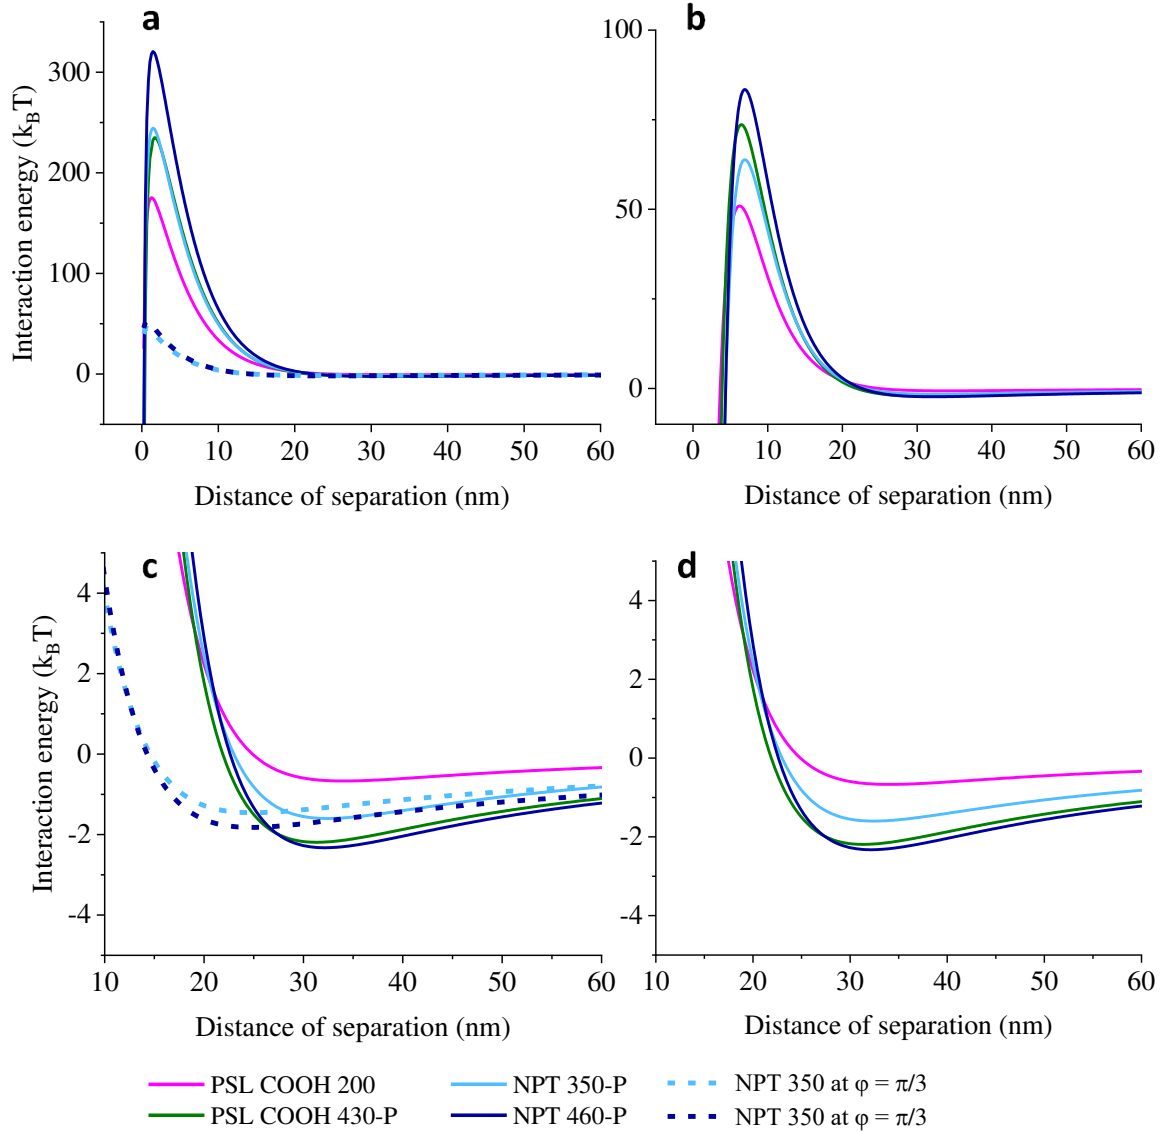 a
Interaction energy (kBT)
300
200
100
0
0 10 20 30 40 50 60
Distance of separation (nm)
b
100
50
0
0 10 20 30 40 50 60
Distance of separation (nm)
c
Interaction energy (kBT)
4
2
0
-2
-4
10 20 30 40 50 60
Distance of separation (nm)
d
4
2
0
-2
-4
10 20 30 40 50 60
Distance of separation (nm)
PSL COOH 200 NPT 350-P NPT 350 at φ = π/3
PSL COOH 430-P NPT 460-P NPT 350 at φ = π/3